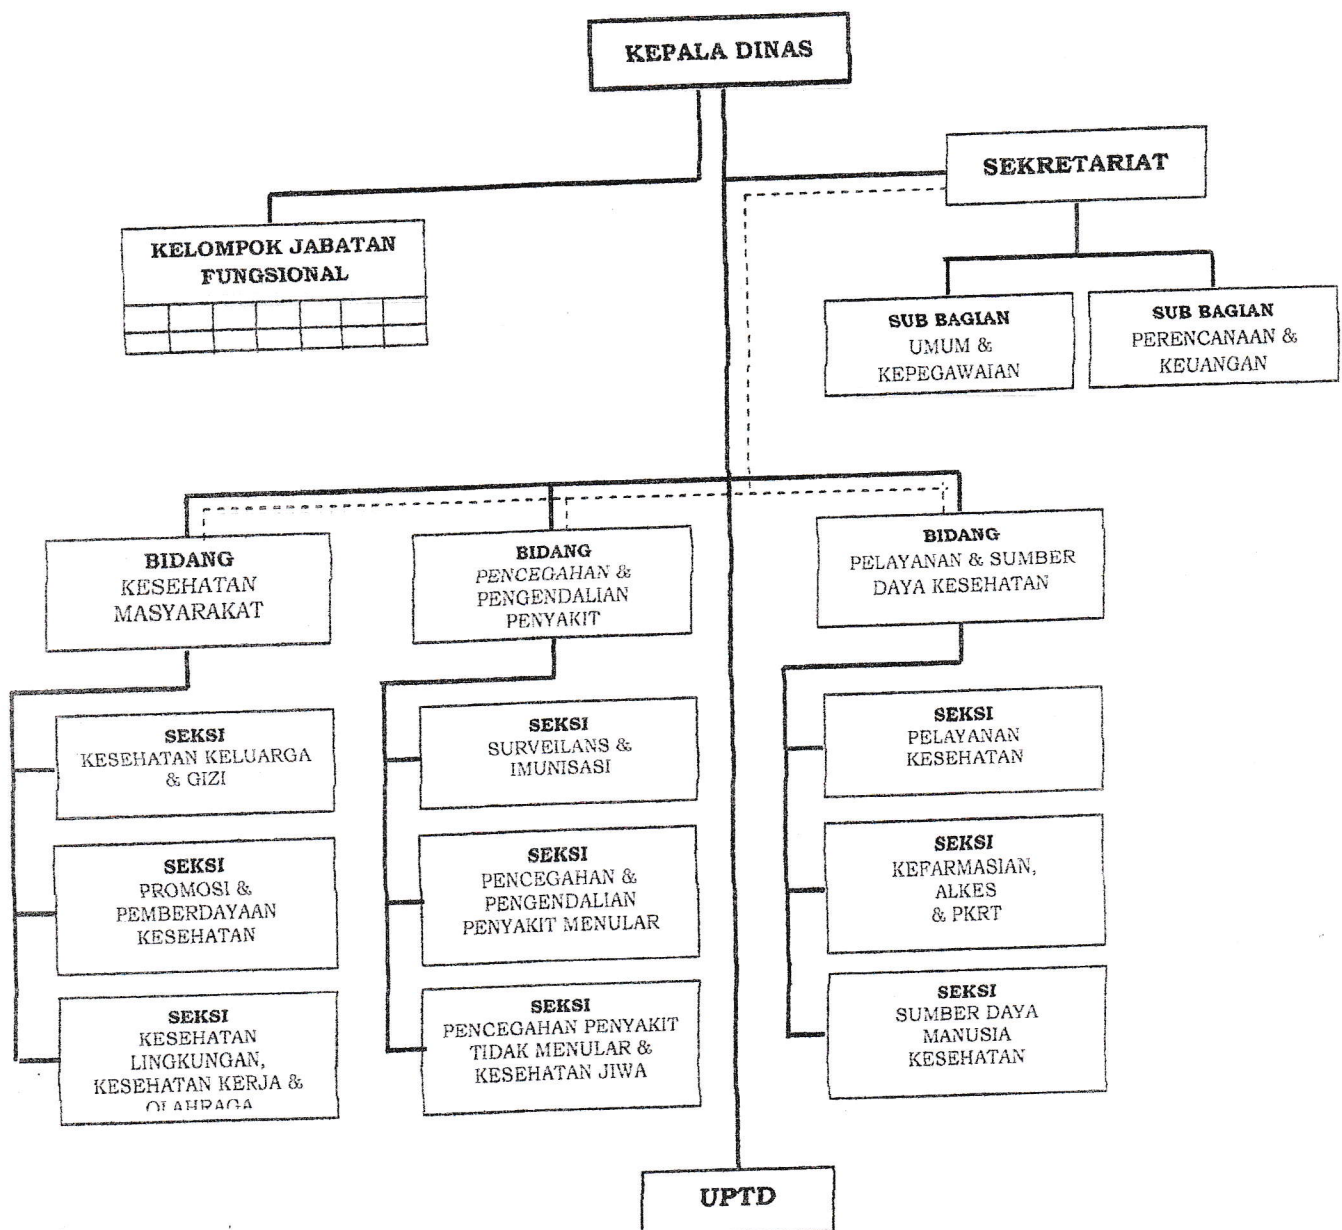 KEPALA DINAS
SEKRETARIAT
KELOMPOK JABATAN
FUNGSIONAL
SUB BAGIAN
UMUM &
KEPEGAWAIAN
SUB BAGIAN
PERENCANAAN &
KEUANGAN
BIDANG
KESEHATAN
MASYARAKAT
BIDANG
PENCEGAHAN &
PENGENDALIAN
PENYAKIT
BIDANG
PELAYANAN & SUMBER
DAYA KESEHATAN
SEKSI
KESEHATAN KELUARGA
& GIZI
SEKSI
PROMOSI &
PEMBERDAYAAN
KESEHATAN
SEKSI
KESEHATAN
LINGKUNGAN,
KESEHATAN KERJA &
OLAHRAGA
SEKSI
SURVEILANS &
IMUNISASI
SEKSI
PENCEGAHAN &
PENGENDALIAN
PENYAKIT MENULAR
SEKSI
PENCEGAHAN PENYAKIT
TIDAK MENULAR &
KESEHATAN JIWA
SEKSI
PELAYANAN
KESEHATAN
SEKSI
KEFARMASIAN,
ALKES
& PKRT
SEKSI
SUMBER DAYA
MANUSIA
KESEHATAN
UPTD